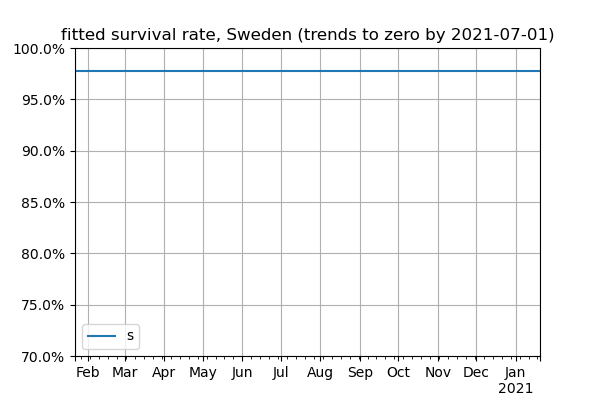 fitted survival rate, Sweden (trends to zero by 2021-07-01)
100.0%
95.0%
90.0%
85.0%
80.0%
75.0%
70.0%
s
Feb Mar Apr May Jun Jul Aug Sep Oct Nov Dec Jan
2021